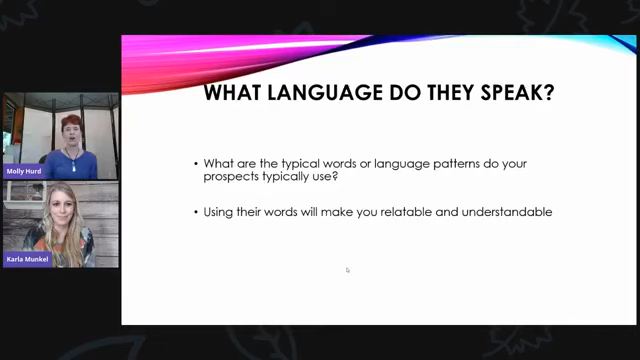 WHAT LANGUAGE DO THEY SPEAK?
• What are the typical words or language patterns do your
prospects typically use?
• Using their words will make you relatable and understandable
Molly Hurd
Karla Munkel